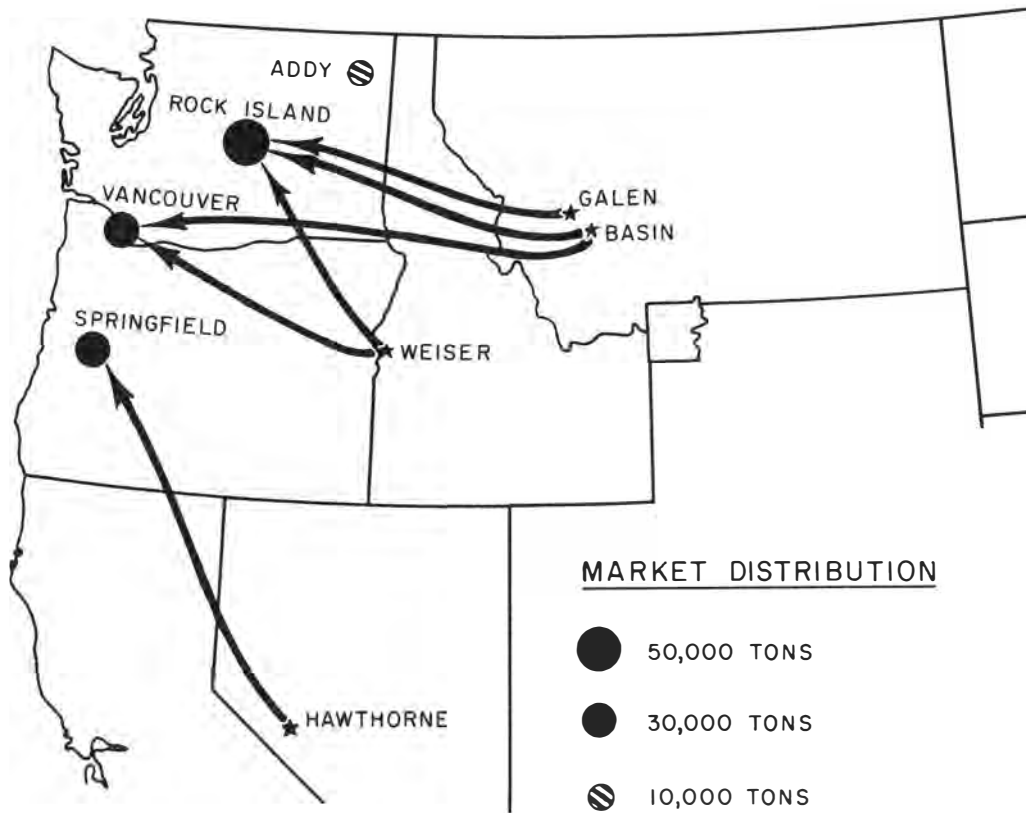 ADDY
ROCK ISLAND
GALEN
VANCOUVER
BASIN
SPRINGFIELD
WEISER
MARKET DISTRIBUTION
50,000 TONS
HAWTHORNE
30,000 TONS
10,000 TONS